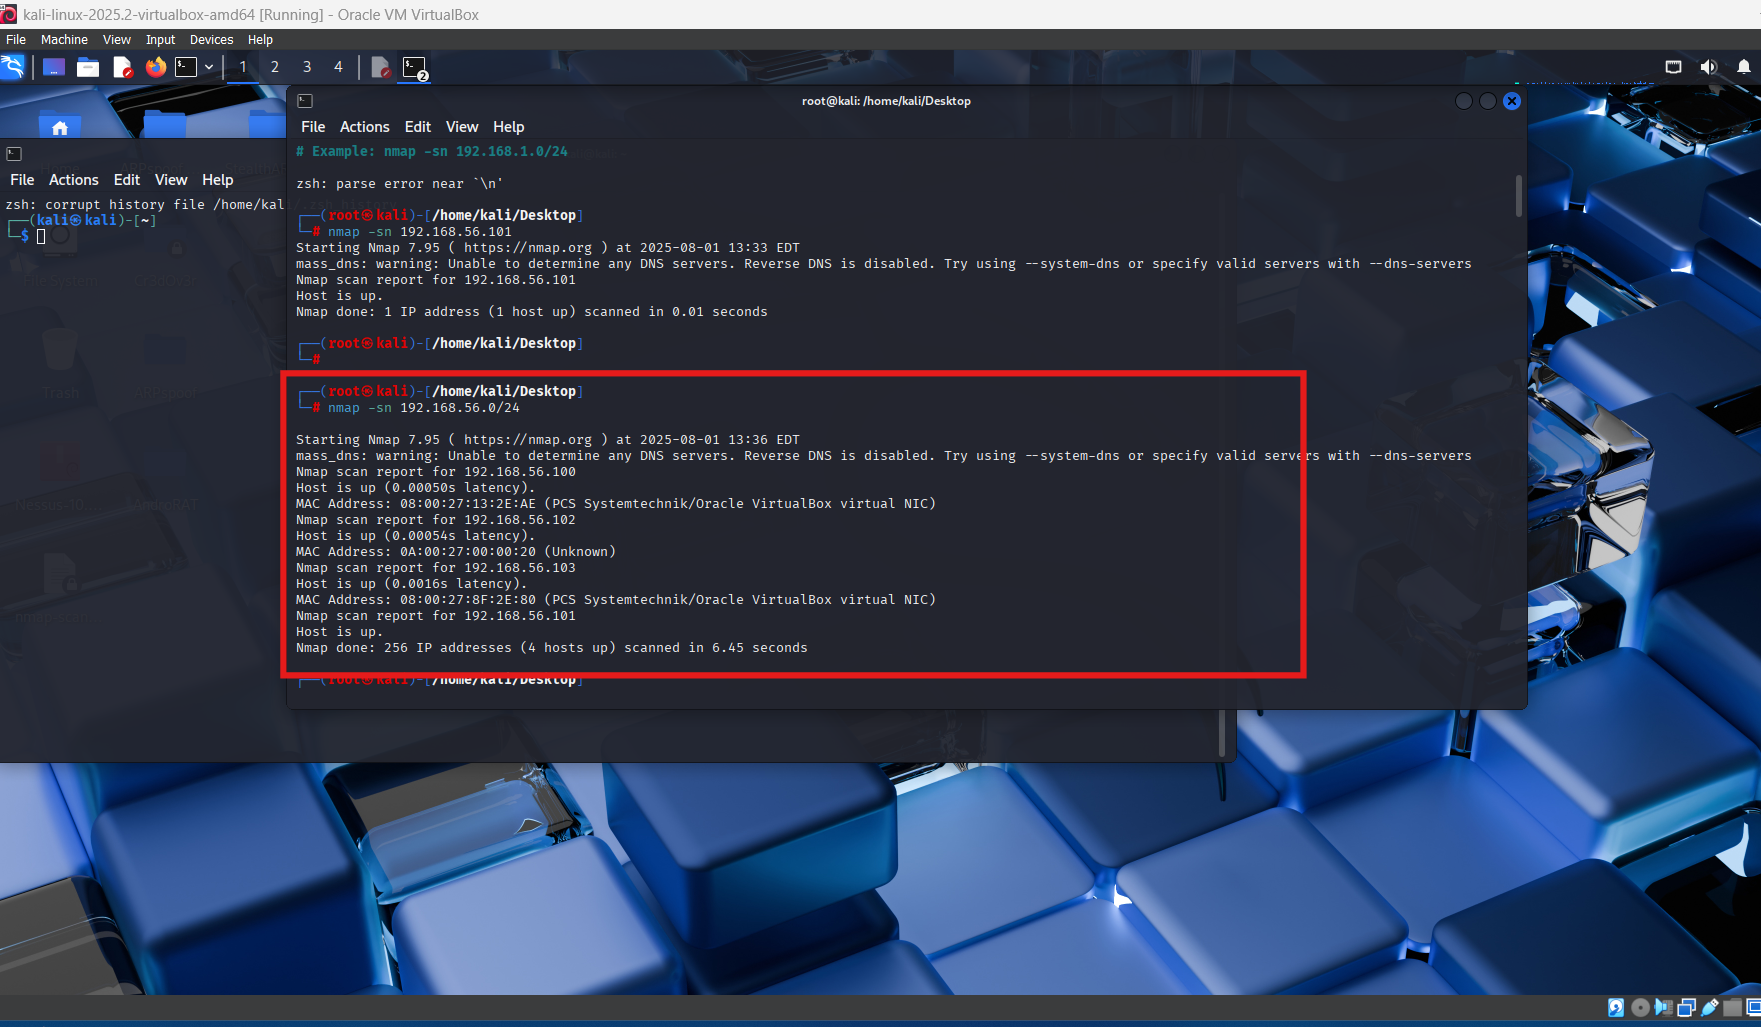 kali-linux-2025.2-virtualbox-amd64 [Running] - Oracle VM VirtualBox
File Machine View Input Devices Help
1 2 3 4
2
root@kali: /home/kali/Desktop
File Actions Edit View Help
# Example: nmap -sn 192.168.1.0/24
zsh: parse error near `\n'
┌──(root㉿kali)-[/home/kali/Desktop]
└─# nmap -sn 192.168.56.101
Starting Nmap 7.95 ( https://nmap.org ) at 2025-08-01 13:33 EDT
mass_dns: warning: Unable to determine any DNS servers. Reverse DNS is disabled. Try using --system-dns or specify valid servers with --dns-servers
Nmap scan report for 192.168.56.101
Host is up.
Nmap done: 1 IP address (1 host up) scanned in 0.01 seconds
┌──(root㉿kali)-[/home/kali/Desktop]
└─#
┌──(root㉿kali)-[/home/kali/Desktop]
└─# nmap -sn 192.168.56.0/24
Starting Nmap 7.95 ( https://nmap.org ) at 2025-08-01 13:36 EDT
mass_dns: warning: Unable to determine any DNS servers. Reverse DNS is disabled. Try using --system-dns or specify valid servers with --dns-servers
Nmap scan report for 192.168.56.100
Host is up (0.00050s latency).
MAC Address: 08:00:27:13:2E:AE (PCS Systemtechnik/Oracle VirtualBox virtual NIC)
Nmap scan report for 192.168.56.102
Host is up (0.00054s latency).
MAC Address: 0A:00:27:00:00:20 (Unknown)
Nmap scan report for 192.168.56.103
Host is up (0.0016s latency).
MAC Address: 08:00:27:8F:2E:80 (PCS Systemtechnik/Oracle VirtualBox virtual NIC)
Nmap scan report for 192.168.56.101
Host is up.
Nmap done: 256 IP addresses (4 hosts up) scanned in 6.45 seconds
┌──(root㉿kali)-[/home/kali/Desktop]
File Actions Edit View Help
zsh: corrupt history file /home/kali/.zsh_history
┌──(kali㉿kali)-[~]
└─$
File System
Trash
ARPspoof
Nessus-10....
AndroRAT